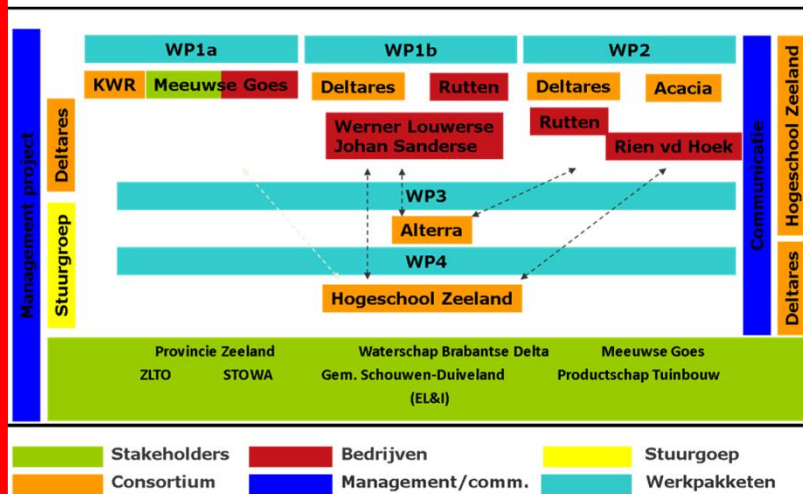 WP1a WP1b WP2
KWR Meeuwse Goes Deltares Rutten Deltares Acacia
Werner Louwerse
Johan Sanderse
Rutten
Rien vd Hoek
WP3
Alterra
WP4
Hogeschool Zeeland
Management project
Deltares
Stuurgroep
Communicatie
Hogeschool Zeeland
Deltares
Provincie Zeeland Waterschap Brabantse Delta Meeuwse Goes
ZLTO STOWA Gem. Schouwen-Duiveland Productschap Tuinbouw
(EL&I)
Stakeholders Bedrijven Stuurgoep
Consortium Management/comm. Werkpakketen